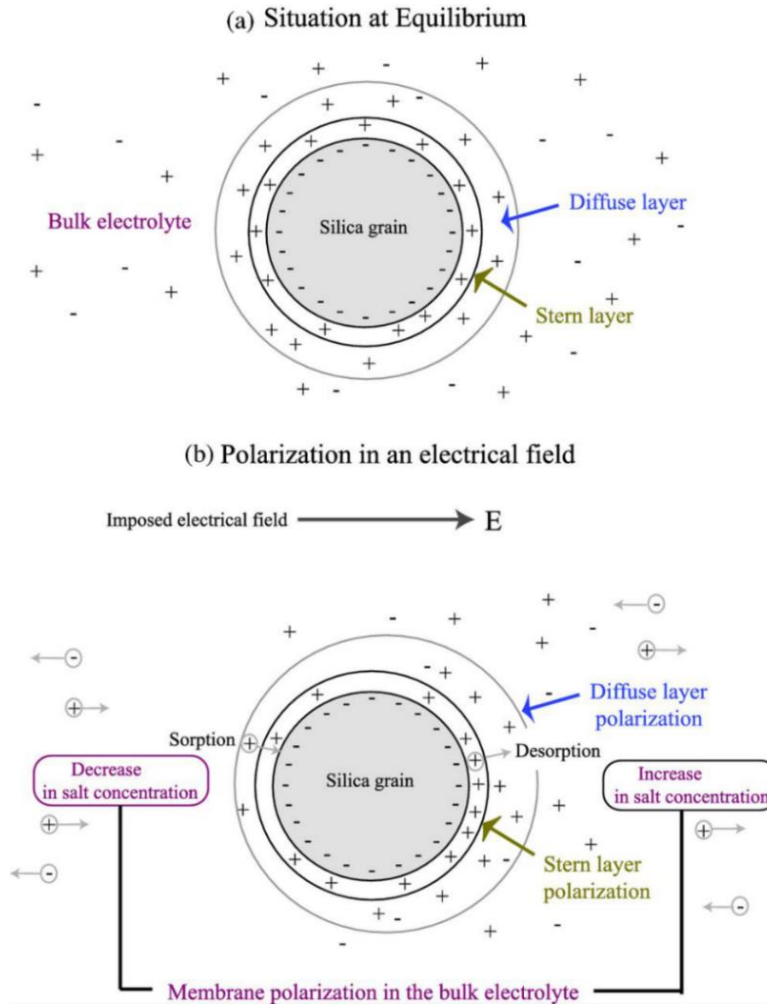 (a) Situation at Equilibrium
Bulk electrolyte
Silica grain
Diffuse layer
Stern layer
(b) Polarization in an electrical field
Imposed electrical field
E
Diffuse layer
polarization
Sorption
Desorption
Decrease
in salt concentration
Silica grain
Increase
in salt concentration
Stern layer
polarization
Membrane polarization in the bulk electrolyte